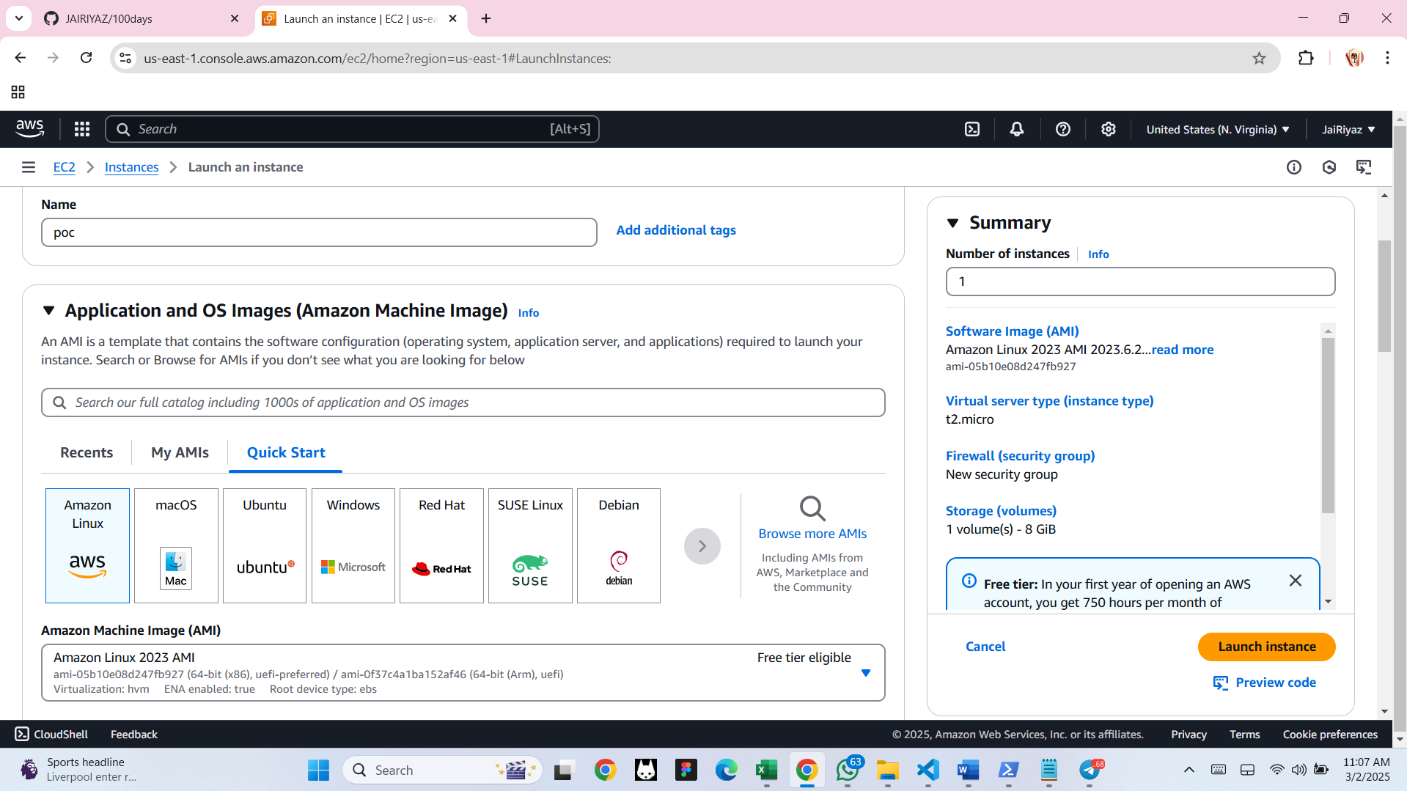 JAIRIYAZ/100days
Launch an instance | EC2 | us-ea
us-east-1.console.aws.amazon.com/ec2/home?region=us-east-1#LaunchInstances:
aws
Search
[Alt+S]
United States (N. Virginia)
JaiRiyaz
EC2
Instances
Launch an instance
Name
poc
Add additional tags
Application and OS Images (Amazon Machine Image)
Info
An AMI is a template that contains the software configuration (operating system, application server, and applications) required to launch your
instance. Search or Browse for AMIs if you don't see what you are looking for below
Search our full catalog including 1000s of application and OS images
Recents
My AMIs
Quick Start
Amazon
Linux
aws
macOS
Mac
Ubuntu
ubuntu
Windows
Microsoft
Red Hat
Red Hat
SUSE Linux
SUSE
Debian
debian
Browse more AMIs
Including AMIs from
AWS, Marketplace and
the Community
Amazon Machine Image (AMI)
Amazon Linux 2023 AMI
Free tier eligible
ami-05b10e08d247fb927 (64-bit (x86), uefi-preferred) / ami-0f37c4a1ba152af46 (64-bit (Arm), uefi)
Virtualization: hvm ENA enabled: true Root device type: ebs
Summary
Number of instances
Info
1
Software Image (AMI)
Amazon Linux 2023 AMI 2023.6.2...read more
ami-05b10e08d247fb927
Virtual server type (instance type)
t2.micro
Firewall (security group)
New security group
Storage (volumes)
1 volume(s) - 8 GiB
Free tier: In your first year of opening an AWS
account, you get 750 hours per month of
Cancel
Launch instance
Preview code
CloudShell
Feedback
© 2025, Amazon Web Services, Inc. or its affiliates.
Privacy
Terms
Cookie preferences
Sports headline
Liverpool enter r...
Search
63
68
11:07 AM
3/2/2025